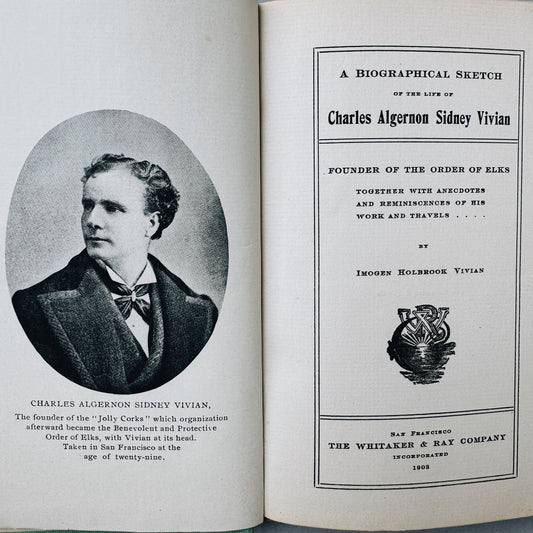 CHARLES ALGERNON SIDNEY VIVIAN,
The founder of the "Jolly Corks" which organization
afterward became the Benevolent and Protective
Order of Elks, with Vivian at its head.
Taken in San Francisco at the
age of twenty-nine.
A BIOGRAPHICAL SKETCH
OF THE LIFE OF
Charles Algernon Sidney Vivian
FOUNDER OF THE ORDER OF ELKS
TOGETHER WITH ANECDOTES
AND REMINISCENCES OF HIS
WORK AND TRAVELS . . . .
BY
IMOGEN HOLBROOK VIVIAN
SAN FRANCISCO
THE WHITAKER & RAY COMPANY
INCORPORATED
1903